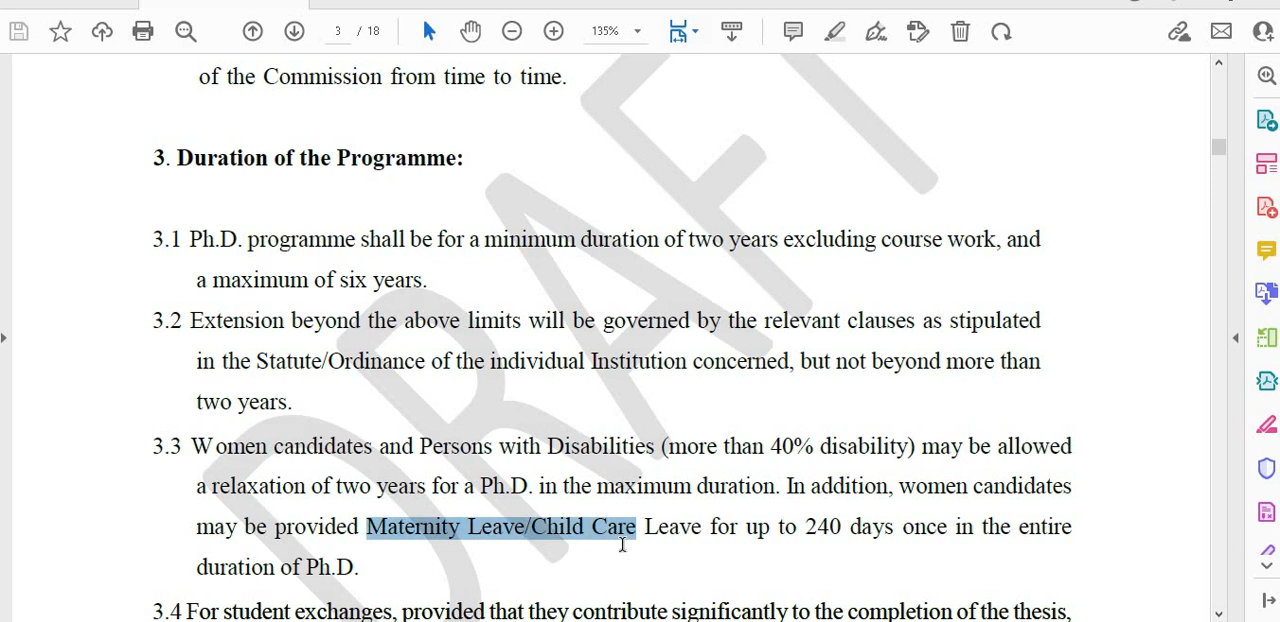 3 / 18
135%
of the Commission from time to time.
3. Duration of the Programme:
3.1 Ph.D. programme shall be for a minimum duration of two years excluding course work, and
a maximum of six years.
3.2 Extension beyond the above limits will be governed by the relevant clauses as stipulated
in the Statute/Ordinance of the individual Institution concerned, but not beyond more than
two years.
3.3 Women candidates and Persons with Disabilities (more than 40% disability) may be allowed
a relaxation of two years for a Ph.D. in the maximum duration. In addition, women candidates
may be provided Maternity Leave/Child Care Leave for up to 240 days once in the entire
duration of Ph.D.
3.4 For student exchanges, provided that they contribute significantly to the completion of the thesis,
DRAFT